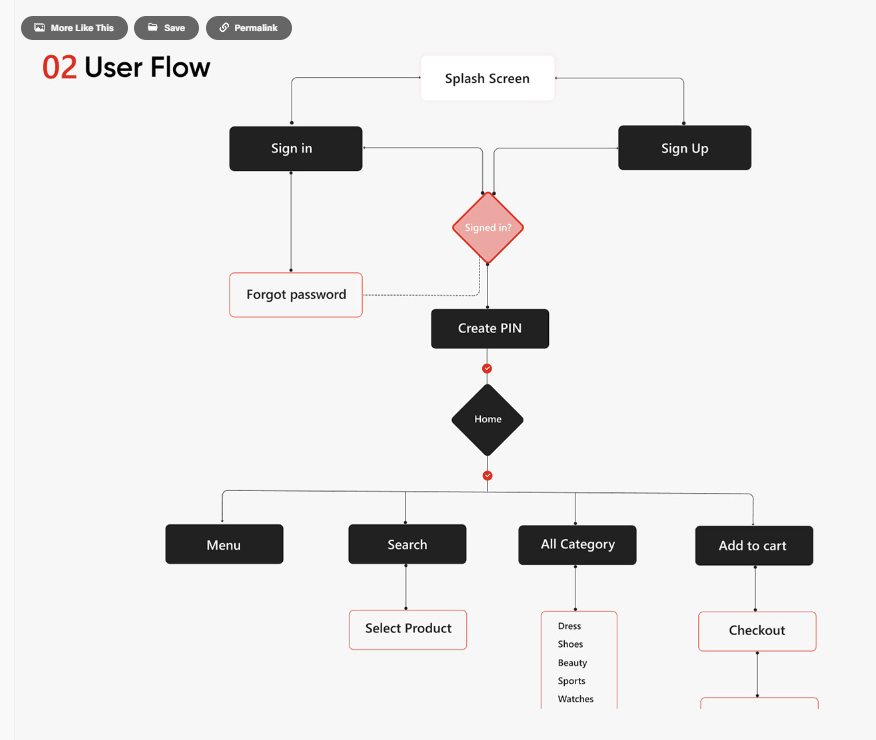 More Like This
Save
Permalink
02 User Flow
Splash Screen
Sign in
Sign Up
Signed in?
Forgot password
Create PIN
Home
Menu
Search
All Category
Add to cart
Select Product
Dress
Shoes
Beauty
Sports
Watches
Checkout